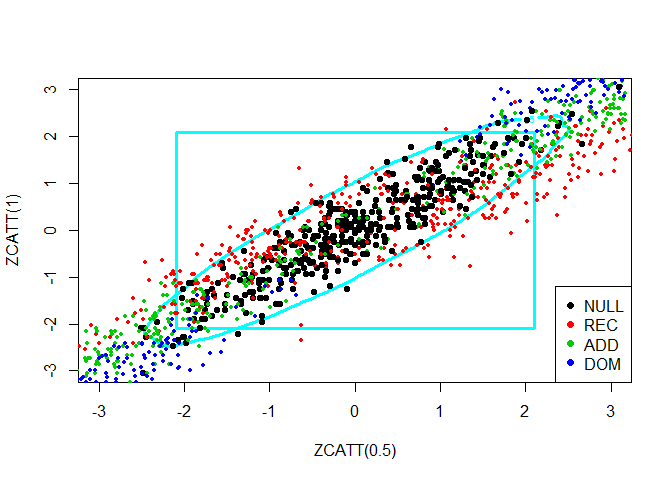 ZCATT(1)
3
2
1
0
-1
-2
-3
NULL
REC
ADD
DOM
-3 -2 -1 0 1 2 3
ZCATT(0.5)